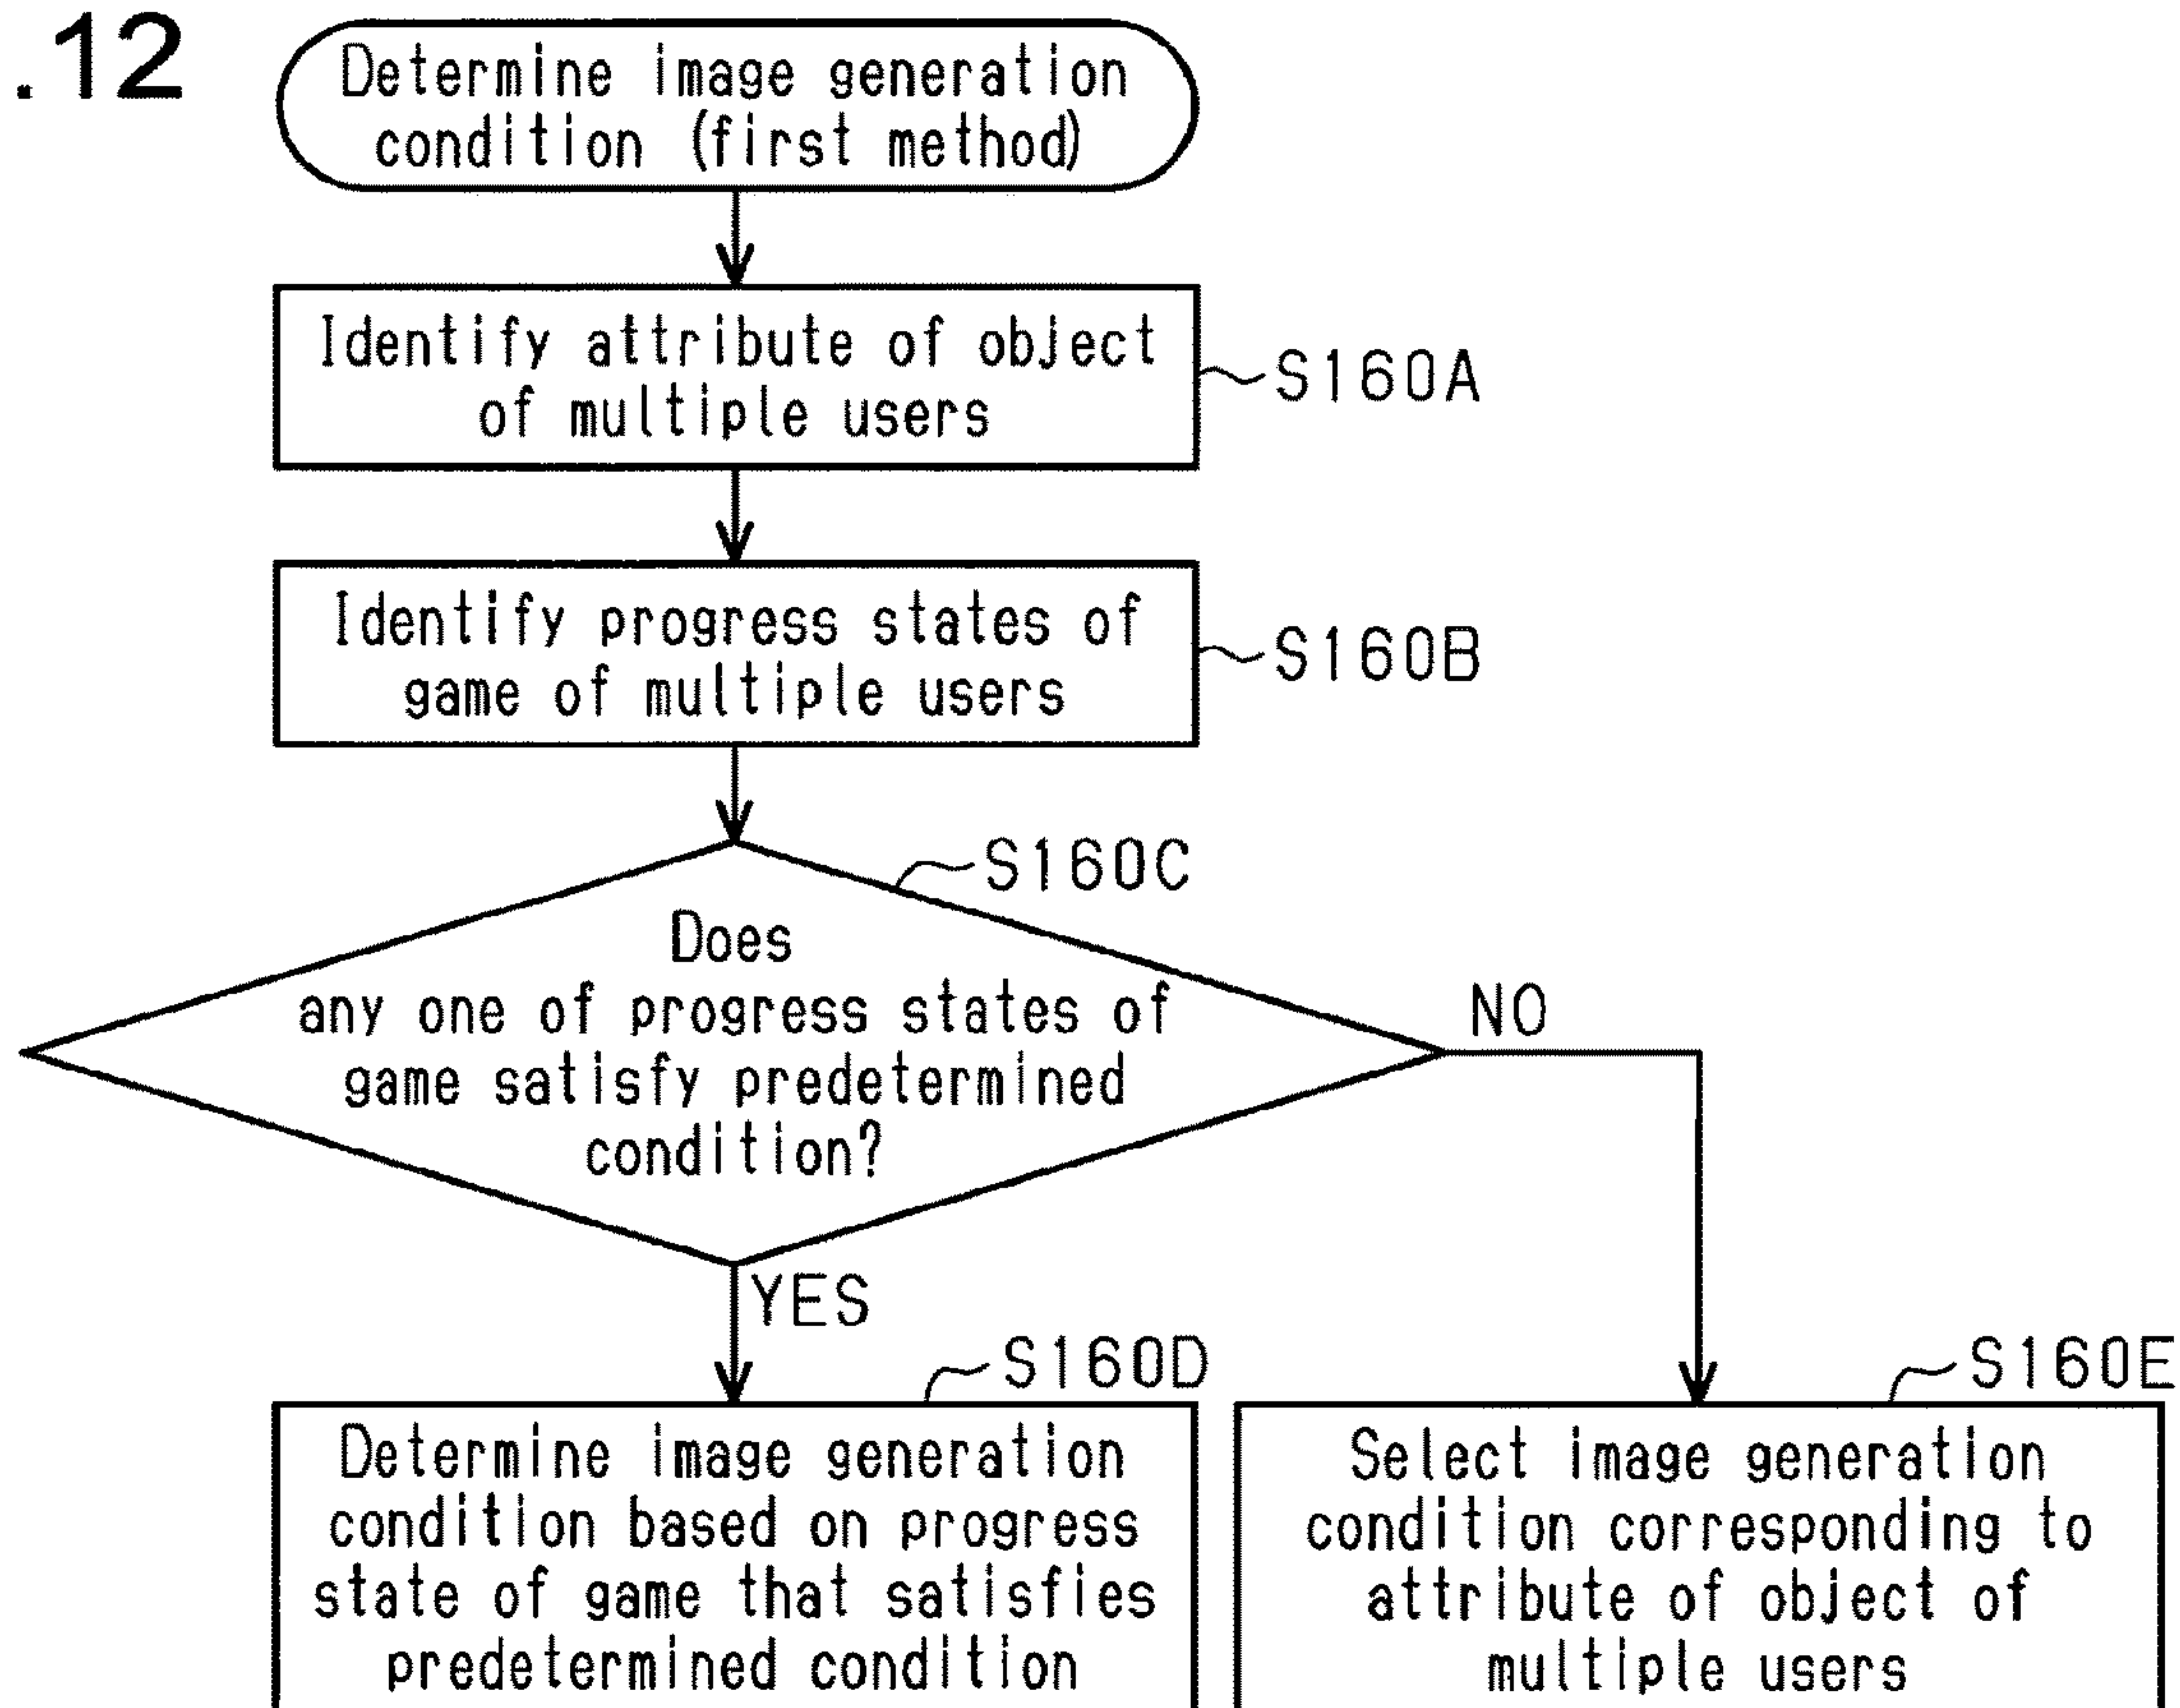 .12
Determine image generation
condition (first method)
Identify attribute of object
of multiple users
S160A
Identify progress states of
game of multiple users
S160B
S160C
Does
any one of progress states of
game satisfy predetermined
condition?
NO
YES
S160D
Determine image generation
condition based on progress
state of game that satisfies
predetermined condition
S160E
Select image generation
condition corresponding to
attribute of object of
multiple users